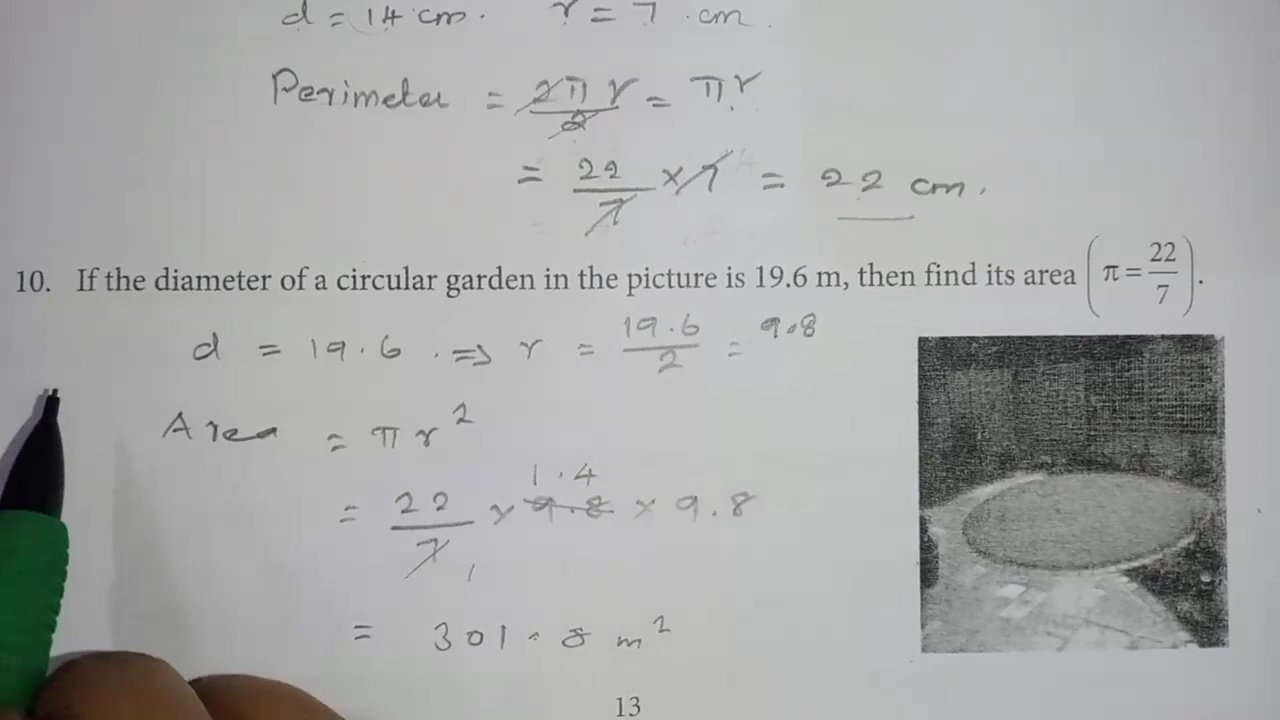 d = 14 cm. r = 7 cm.
Perimeter = 2πr/2 = πr
= 22/7 × 7 = 22 cm.
10. If the diameter of a circular garden in the picture is 19.6 m, then find its area (π = 22/7).
d = 19.6 . ⇒ r = 19.6/2 = 9.8
Area = πr²
1.4
= 22/7 × 9.8 × 9.8
1
= 301.8 m²
13